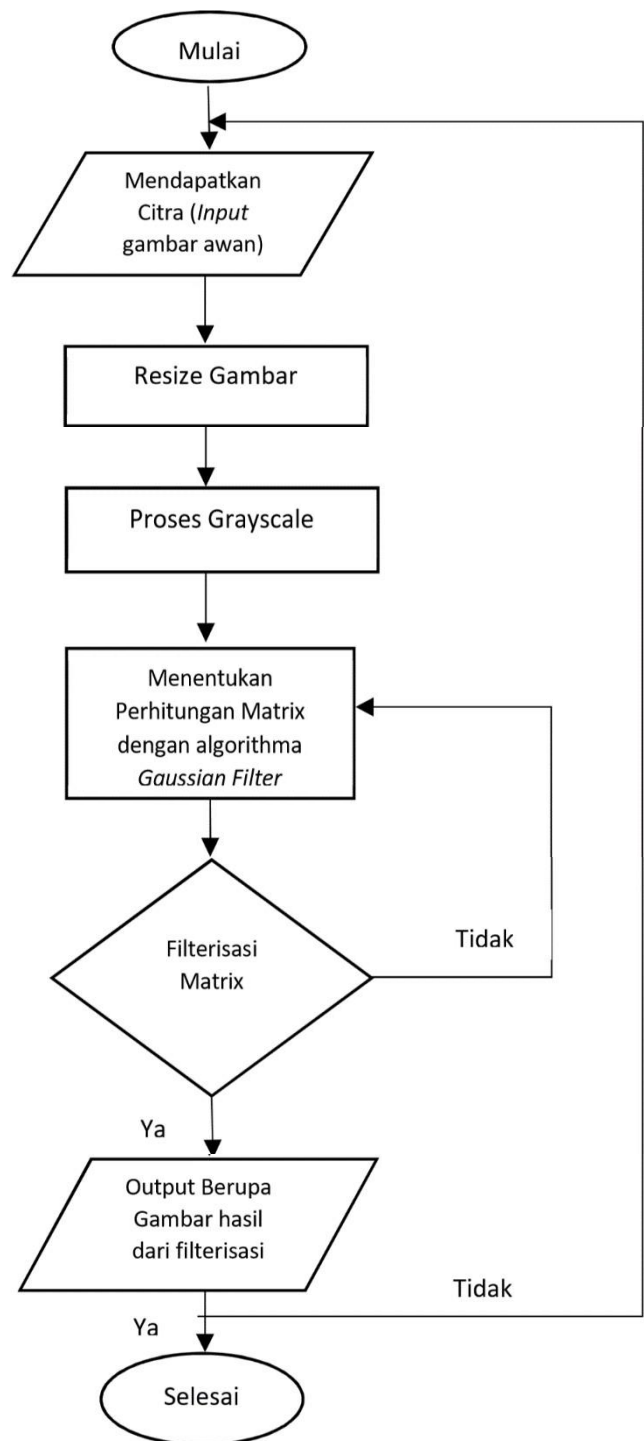 Mulai
Mendapatkan
Citra (Input
gambar awan)
Resize Gambar
Proses Grayscale
Menentukan
Perhitungan Matrix
dengan algorithma
Gaussian Filter
Filterisasi
Matrix
Tidak
Ya
Output Berupa
Gambar hasil
dari filterisasi
Tidak
Ya
Selesai